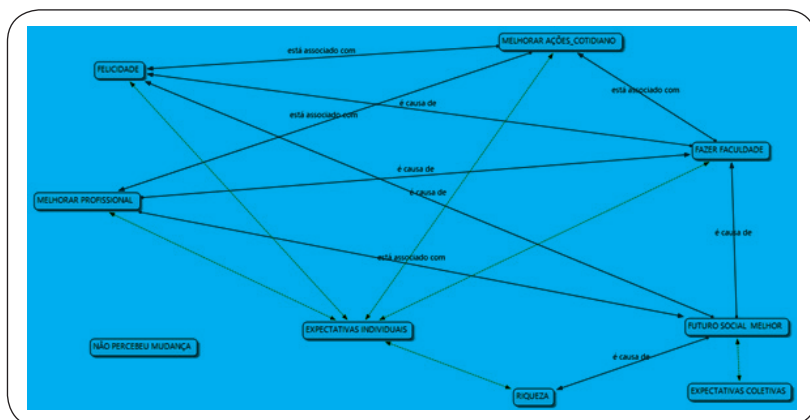 MELHORAR AÇÕES_COTIDIANO
está associado com
FELICIDADE
é causa de
está associado com
está associado com
FAZER FACULDADE
é causa de
é causa de
MELHORAR PROFISSIONAL
é causa de
está associado com
FUTURO SOCIAL MELHOR
EXPECTATIVAS INDIVIDUAIS
NÃO PERCEBEU MUDANÇA
é causa de
RIQUEZA
EXPECTATIVAS COLETIVAS